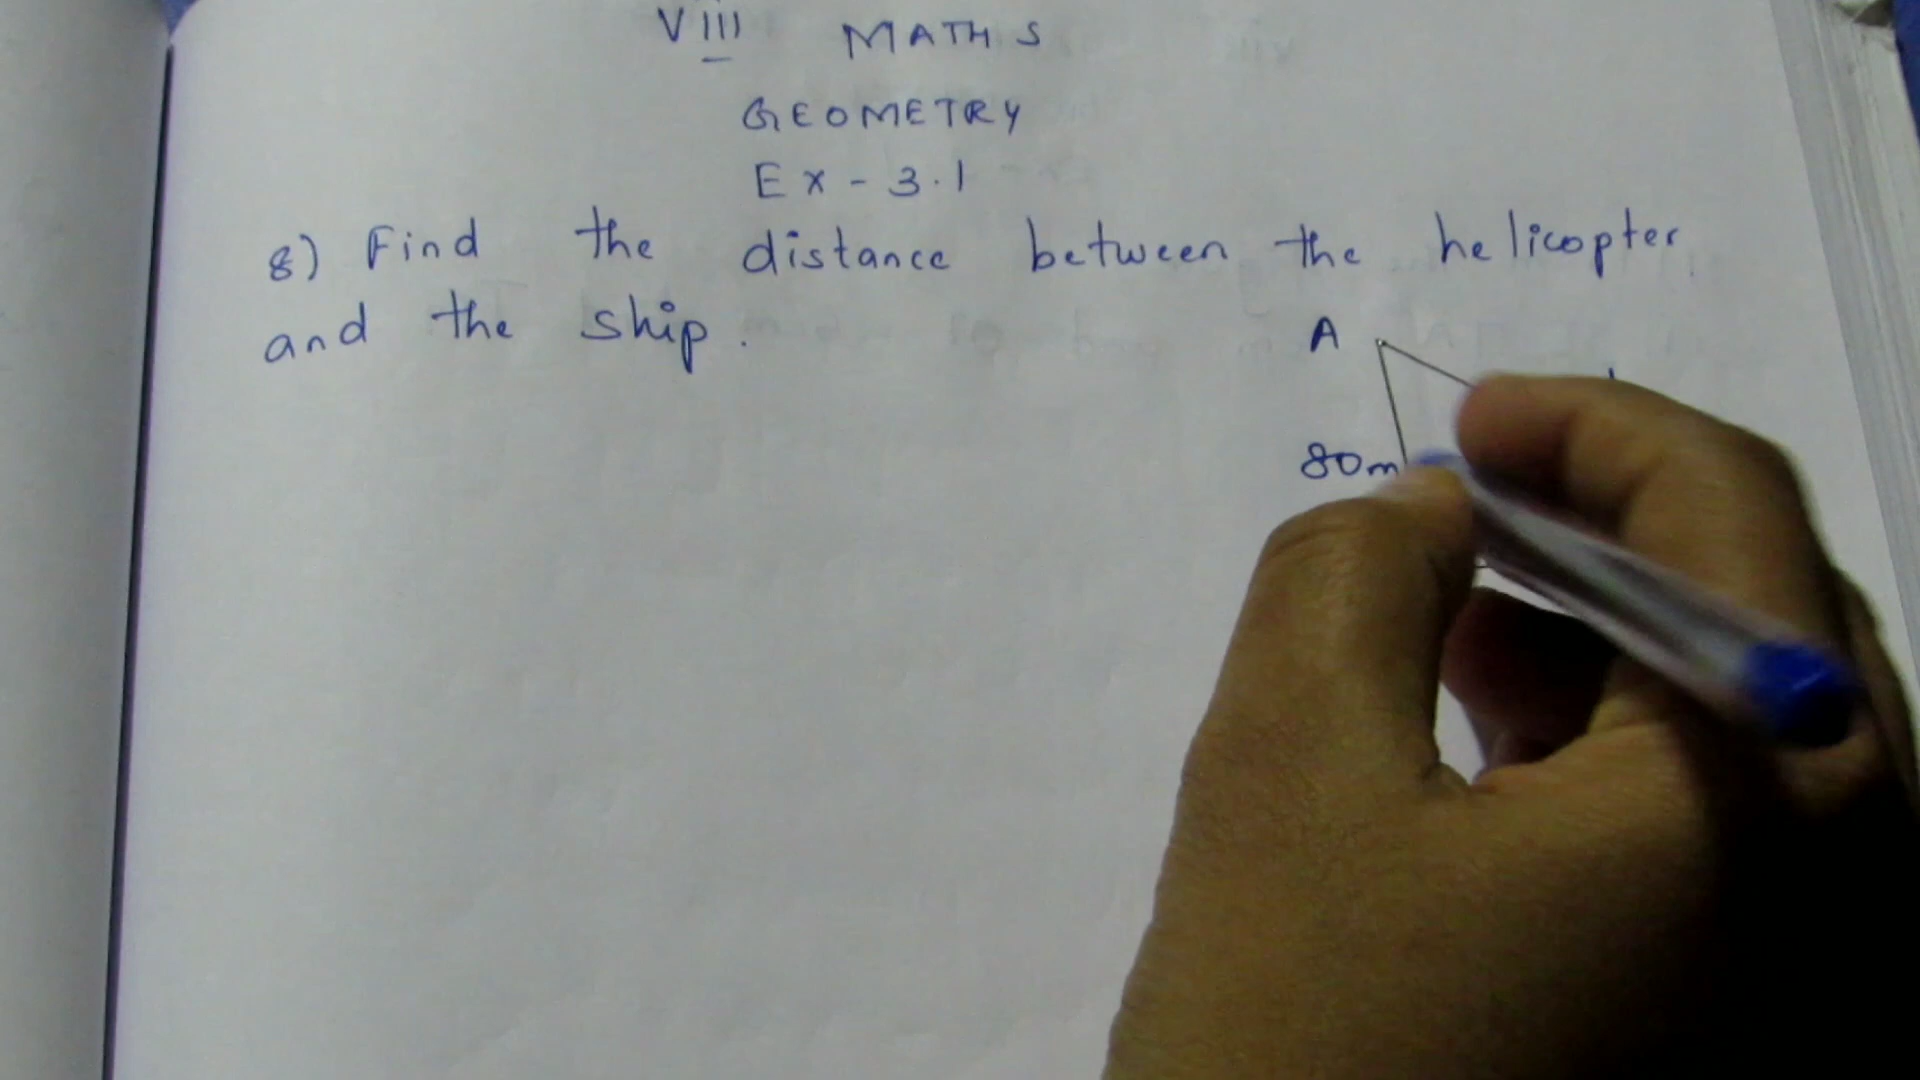 VIII MATHS
GEOMETRY
Ex - 3.1
8) Find the distance between the helicopter
and the ship.
A
80m